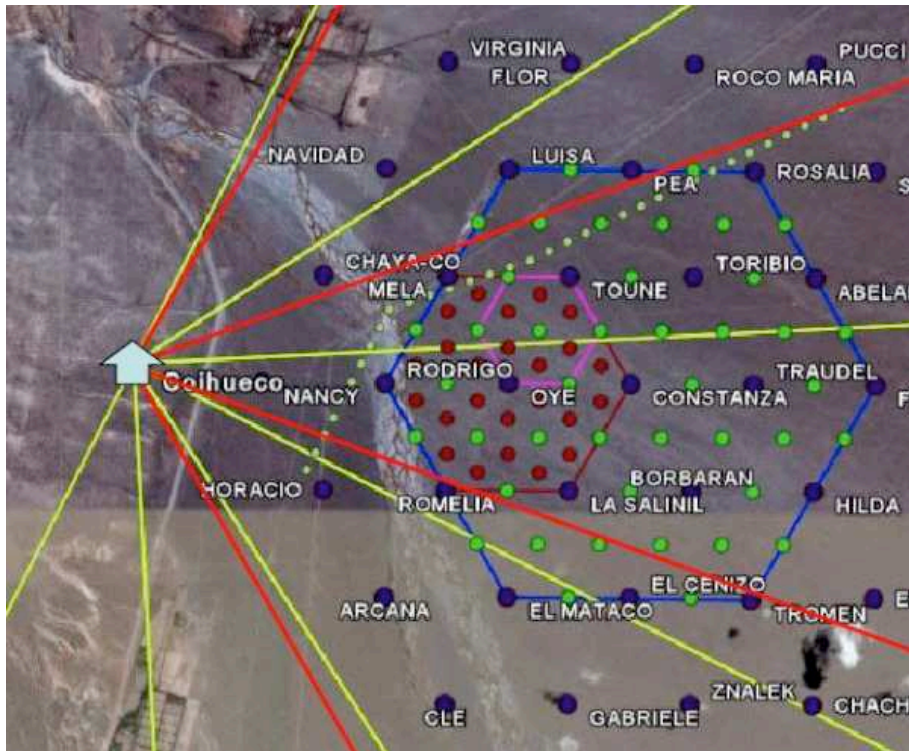 VIRGINIA
FLOR
PUCCI
ROCO MARIA
NAVIDAD
LUISA
PEA
ROSALIA
S
CHAYA-CO
MELA
TOUNE
TORIBIO
ABELAR
Coihueco
NANCY
RODRIGO
OYE
CONSTANZA
TRAUDEL
F
HORACIO
ROMELIA
LA SALINIL
BORBARAN
HILDA
ARCANA
EL MATACO
EL CENIZO
TROMEN
E
CLE
GABRIELE
ZNALEK
CHACH